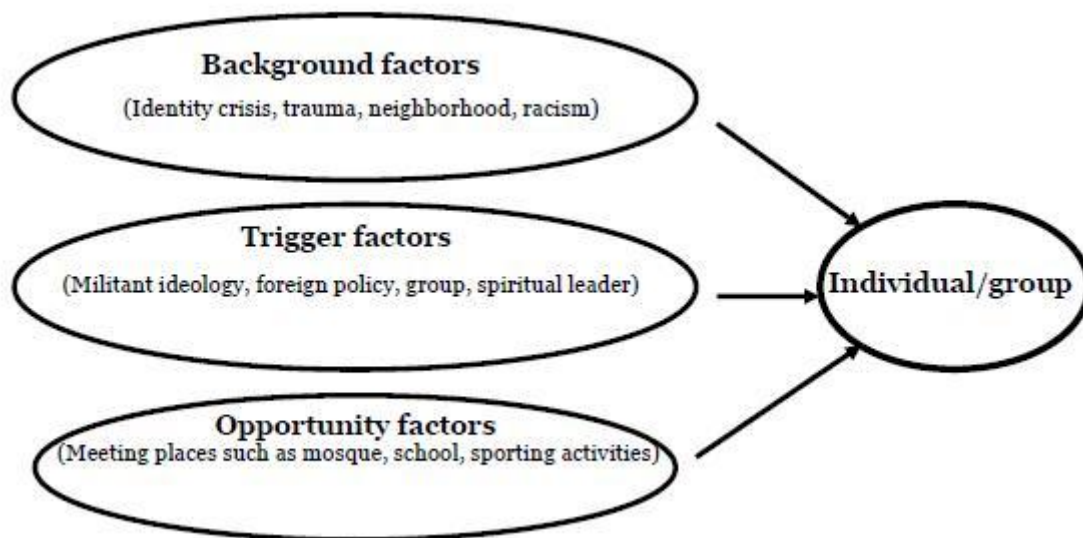 Background factors
(Identity crisis, trauma, neighborhood, racism)
Trigger factors
(Militant ideology, foreign policy, group, spiritual leader)
Individual/group
Opportunity factors
(Meeting places such as mosque, school, sporting activities)